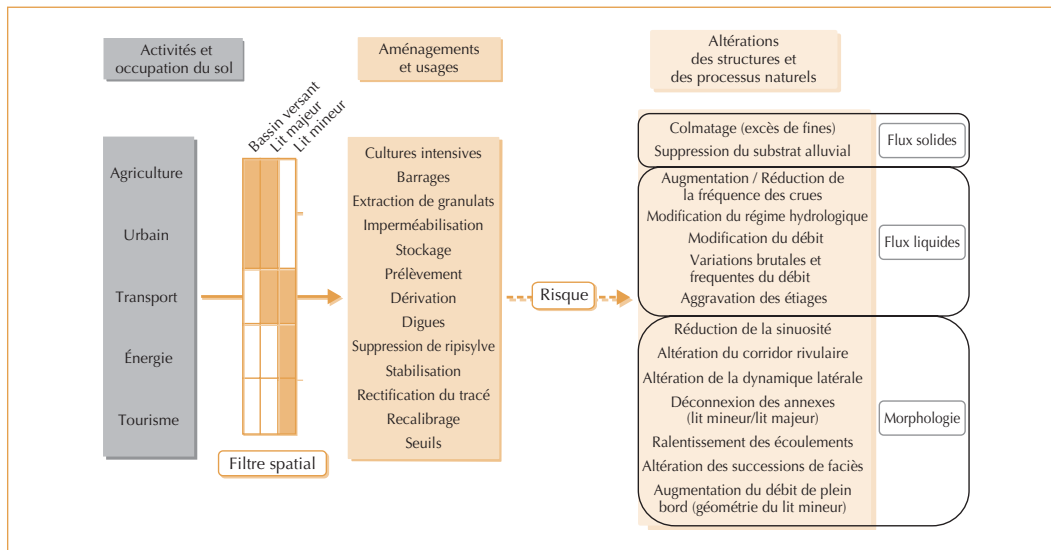 Activités et
occupation du sol
Aménagements
et usages
Altérations
des structures et
des processus naturels
Bassin versant
Lit majeur
Lit mineur
Agriculture
Urbain
Transport
Énergie
Tourisme
Filtre spatial
Cultures intensives
Barrages
Extraction de granulats
Imperméabilisation
Stockage
Prélèvement
Dérivation
Digues
Suppression de ripisylve
Stabilisation
Rectification du tracé
Recalibrage
Seuils
Risque
Colmatage (excès de fines)
Suppression du substrat alluvial
Flux solides
Augmentation / Réduction de
la fréquence des crues
Modification du régime hydrologique
Modification du débit
Variations brutales et
frequentes du débit
Aggravation des étiages
Flux liquides
Réduction de la sinuosité
Altération du corridor rivulaire
Altération de la dynamique latérale
Déconnexion des annexes
(lit mineur/lit majeur)
Ralentissement des écoulements
Altération des successions de faciès
Augmentation du débit de plein
bord (géométrie du lit mineur)
Morphologie